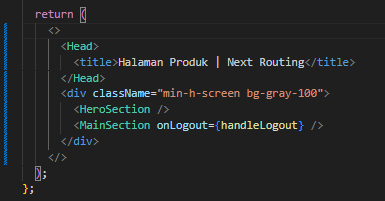 return (
<>
<Head>
<title>Halaman Produk | Next Routing</title>
</Head>
<div className="min-h-screen bg-gray-100">
<HeroSection />
<MainSection onLogout={handleLogout} />
</div>
</>
);
};